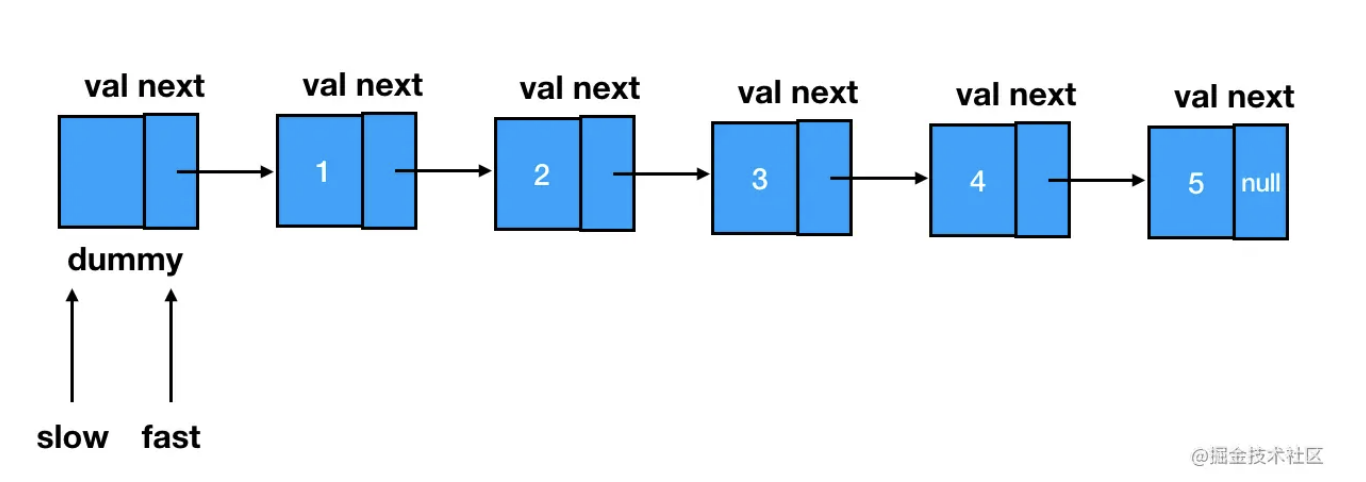 val next val next val next val next val next val next
1 2 3 4 5 null
dummy
slow fast
@掘金技术社区